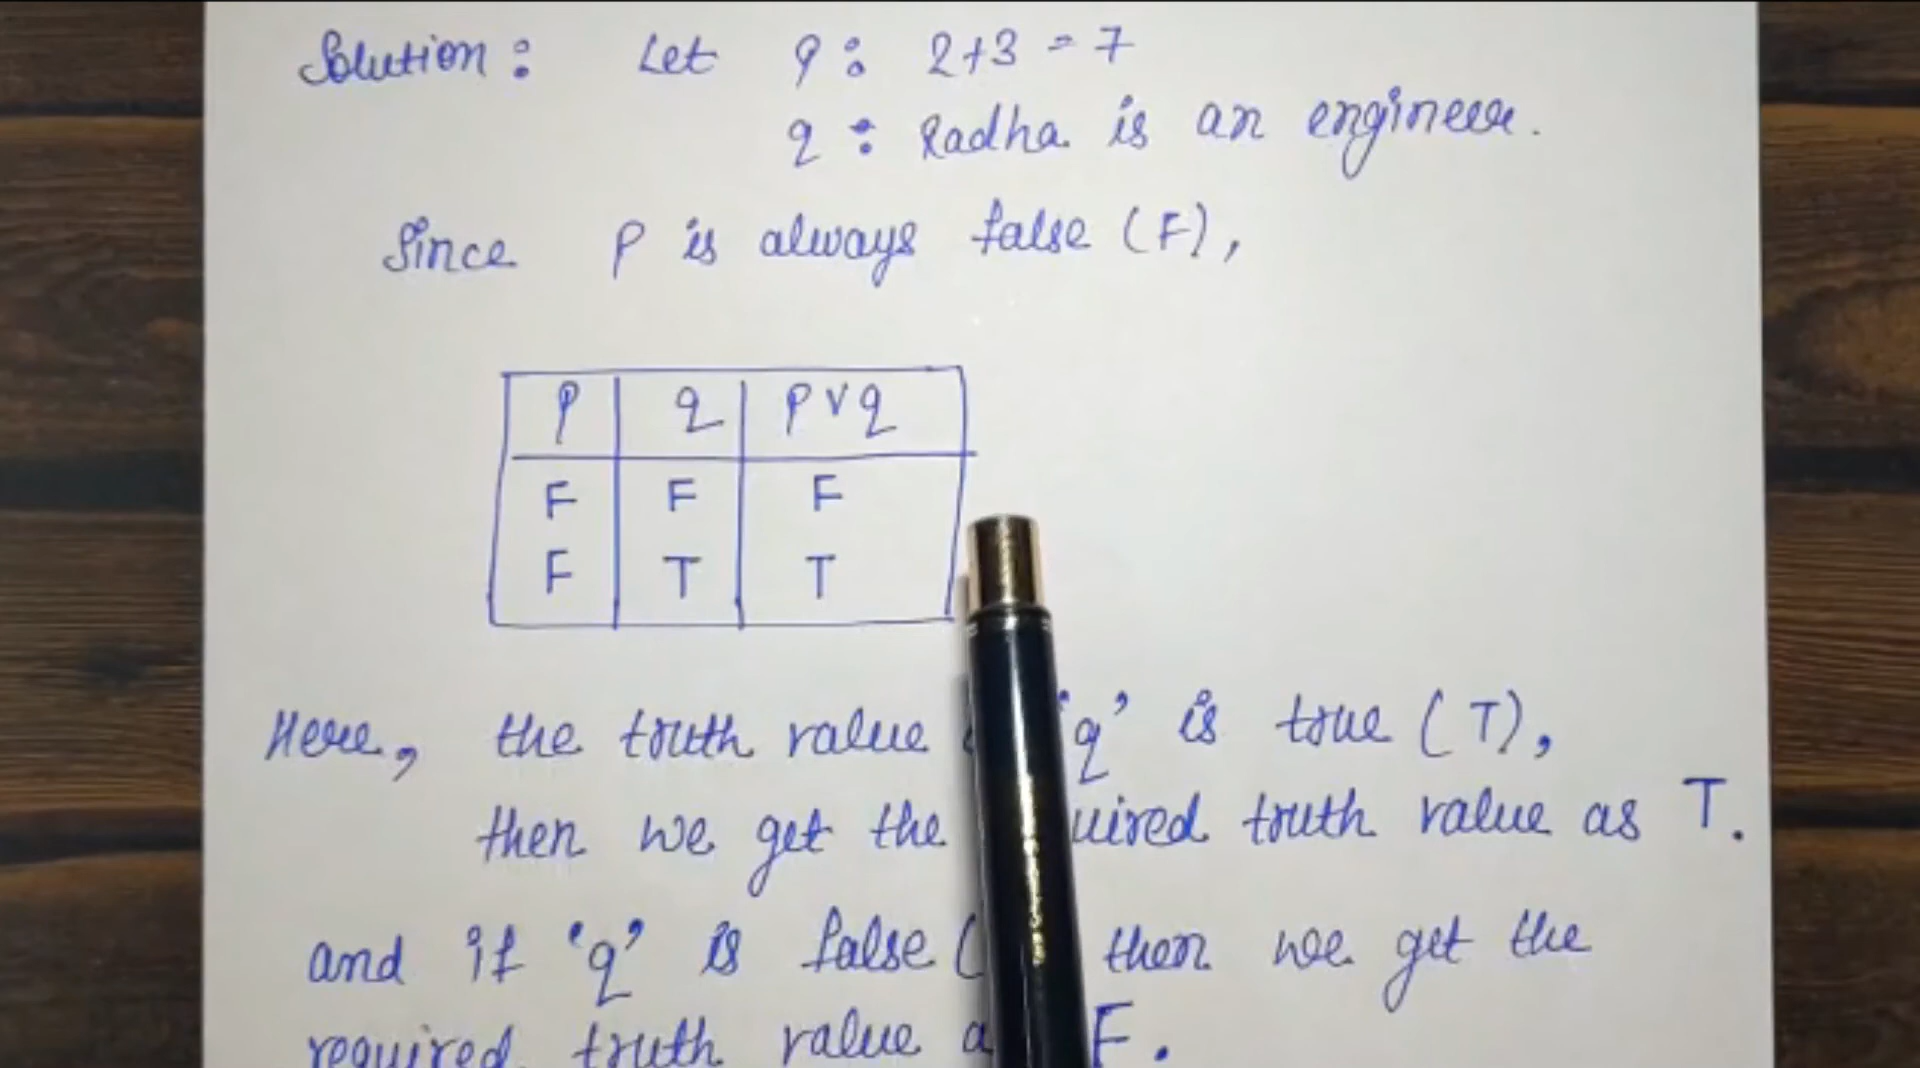 Solution : Let p : 2+3 = 7
q : Radha is an engineer.
Since p is always false (F),
p q p v q
F F F
F T T
Here, the truth value 'q' is true (T),
then we get the truth value as T.
and if 'q' is false ( then we get the
required truth value F.